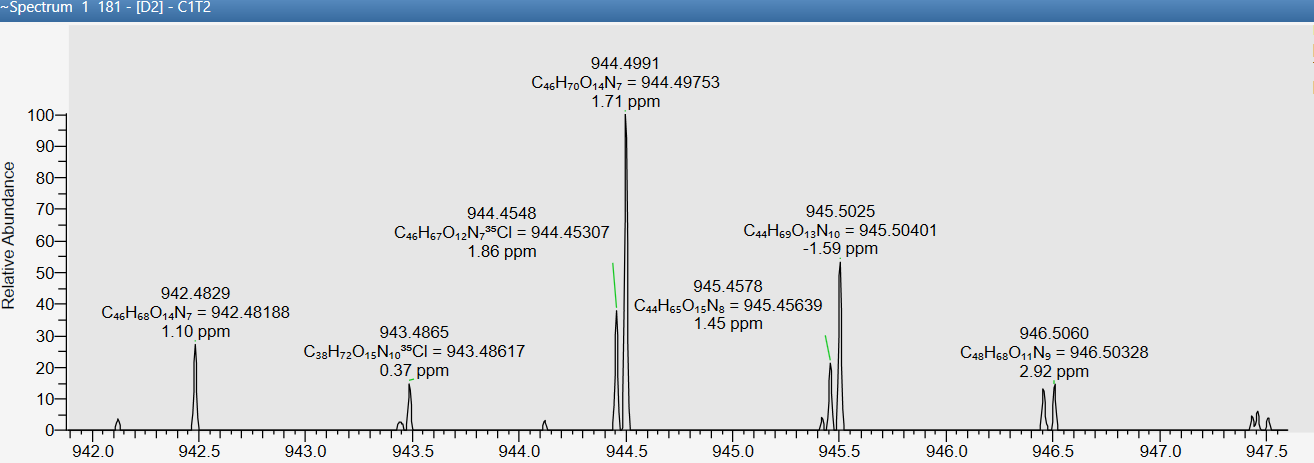 ~Spectrum 1 181 - [D2] - C1T2
944.4991
C₄₆H₇₀O₁₄N₇ = 944.49753
1.71 ppm
944.4548
C₄₆H₆₇O₁₂N₇³⁵Cl = 944.45307
1.86 ppm
945.5025
C₄₄H₆₉O₁₃N₁₀ = 945.50401
-1.59 ppm
942.4829
C₄₆H₆₈O₁₄N₇ = 942.48188
1.10 ppm
945.4578
C₄₄H₆₅O₁₅N₈ = 945.45639
1.45 ppm
943.4865
C₃₈H₇₂O₁₅N₁₀³⁵Cl = 943.48617
0.37 ppm
946.5060
C₄₈H₆₈O₁₁N₉ = 946.50328
2.92 ppm
Relative Abundance
100
90
80
70
60
50
40
30
20
10
0
942.0 942.5 943.0 943.5 944.0 944.5 945.0 945.5 946.0 946.5 947.0 947.5